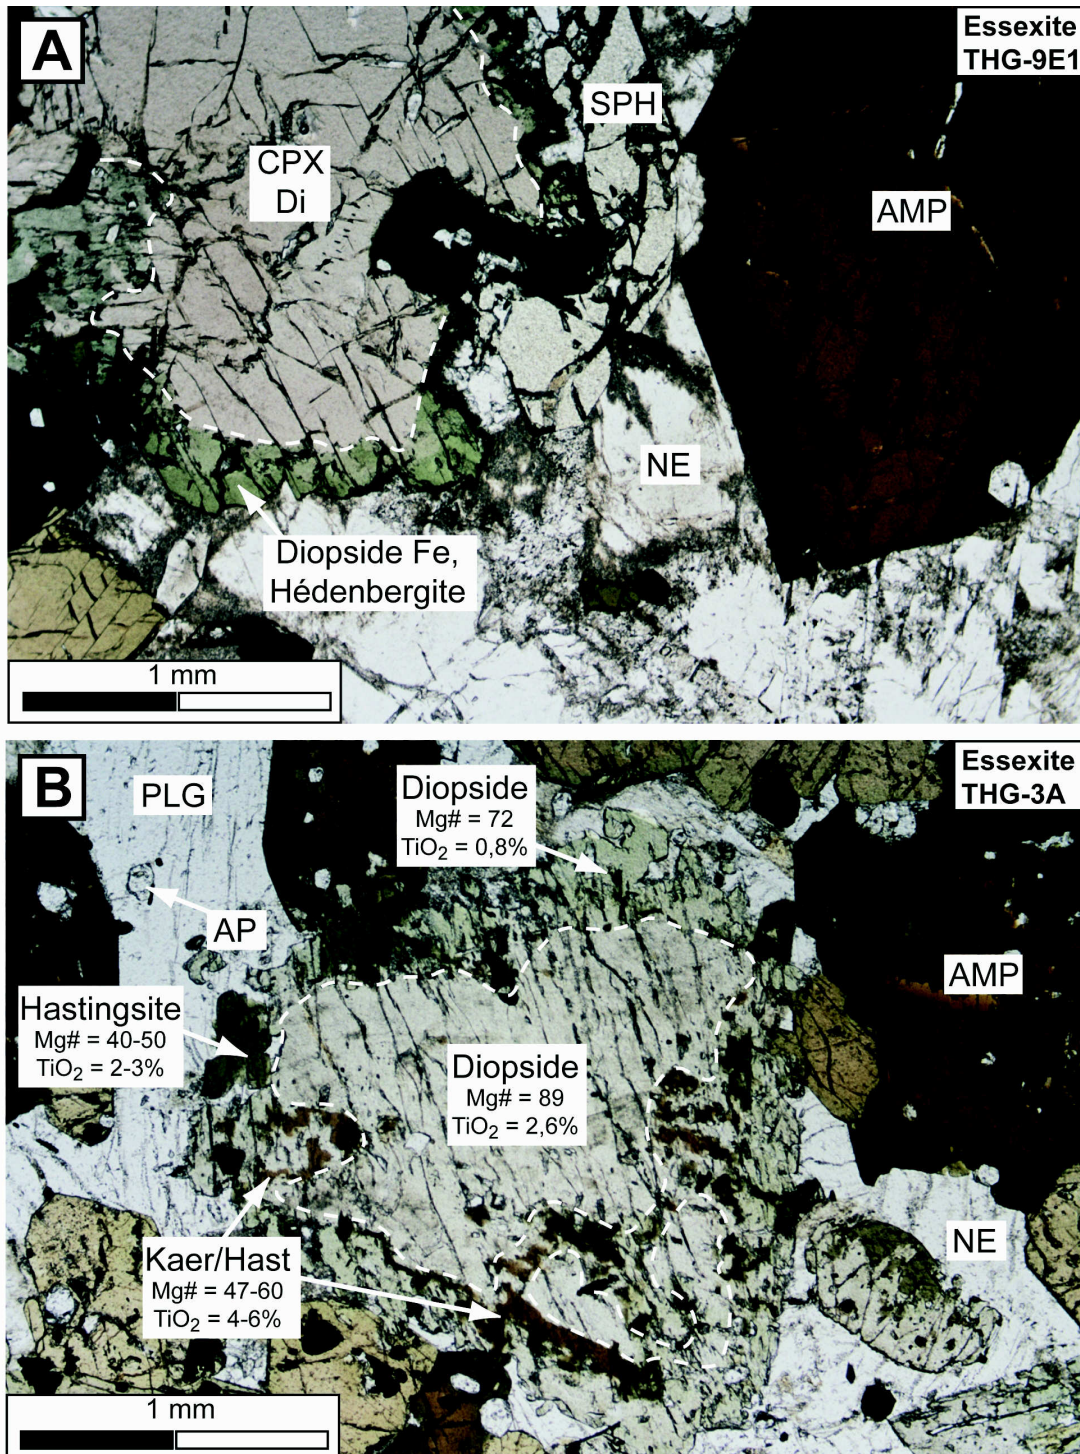 A
Essexite
THG-9E1
SPH
CPX
Di
AMP
NE
Diopside Fe,
Hédenbergite
1 mm
B
Essexite
THG-3A
PLG
Diopside
Mg# = 72
TiO₂ = 0,8%
AP
AMP
Hastingsite
Mg# = 40-50
TiO₂ = 2-3%
Diopside
Mg# = 89
TiO₂ = 2,6%
NE
Kaer/Hast
Mg# = 47-60
TiO₂ = 4-6%
1 mm